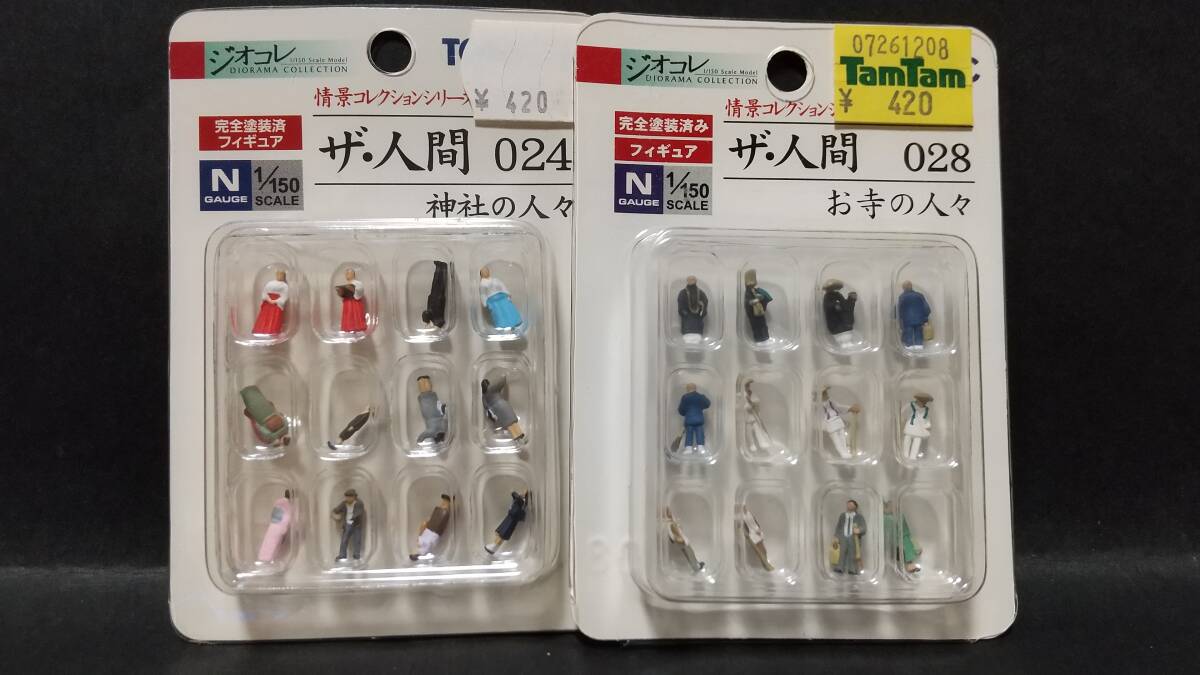 ジオコレ
1/150 Scale Model
DIORAMA COLLECTION
¥ 420
情景コレクションシリーズ
完全塗装済
フィギュア
ザ・人間 024
N
GAUGE
1/150
SCALE
神社の人々
ジオコレ
1/150 Scale Model
DIORAMA COLLECTION
07261208
TamTam
¥ 420
情景コレクション
完全塗装済み
フィギュア
ザ・人間 028
N
GAUGE
1/150
SCALE
お寺の人々